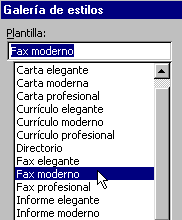 Galería de estilos
Plantilla:
Fax moderno
Carta elegante
Carta moderna
Carta profesional
Currículo elegante
Currículo moderno
Currículo profesional
Directorio
Fax elegante
Fax moderno
Fax profesional
Informe elegante
Informe moderno